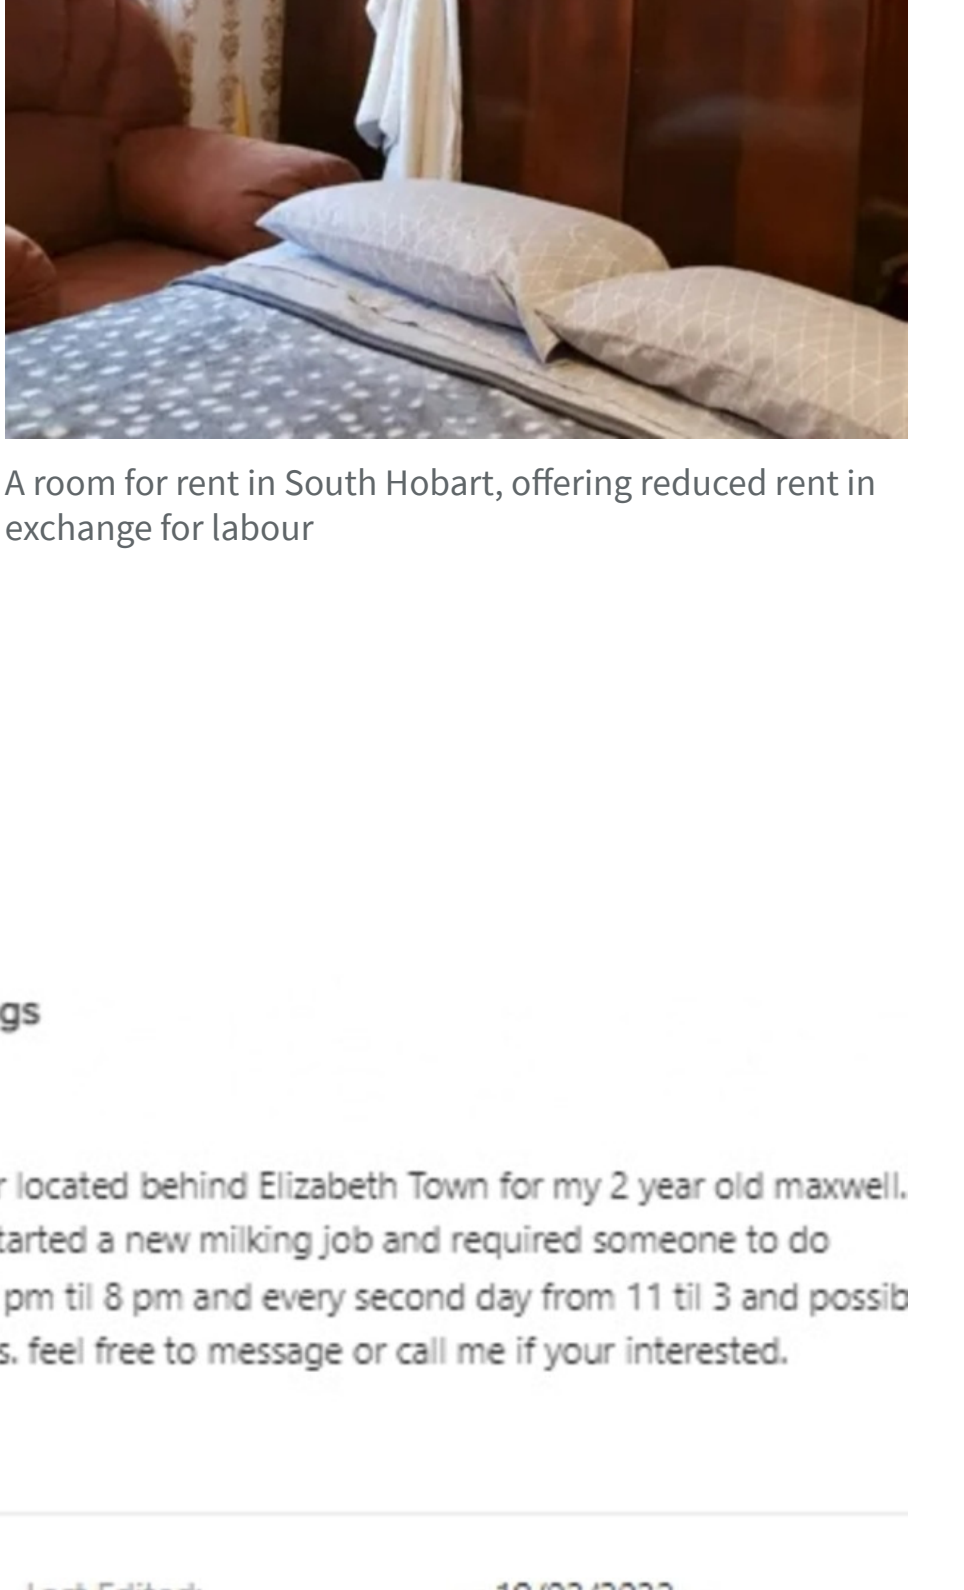 A room for rent in South Hobart, offering reduced rent in
exchange for labour
gs
r located behind Elizabeth Town for my 2 year old maxwell.
tarted a new milking job and required someone to do
pm til 8 pm and every second day from 11 til 3 and possib
s. feel free to message or call me if your interested.
Last Edited: